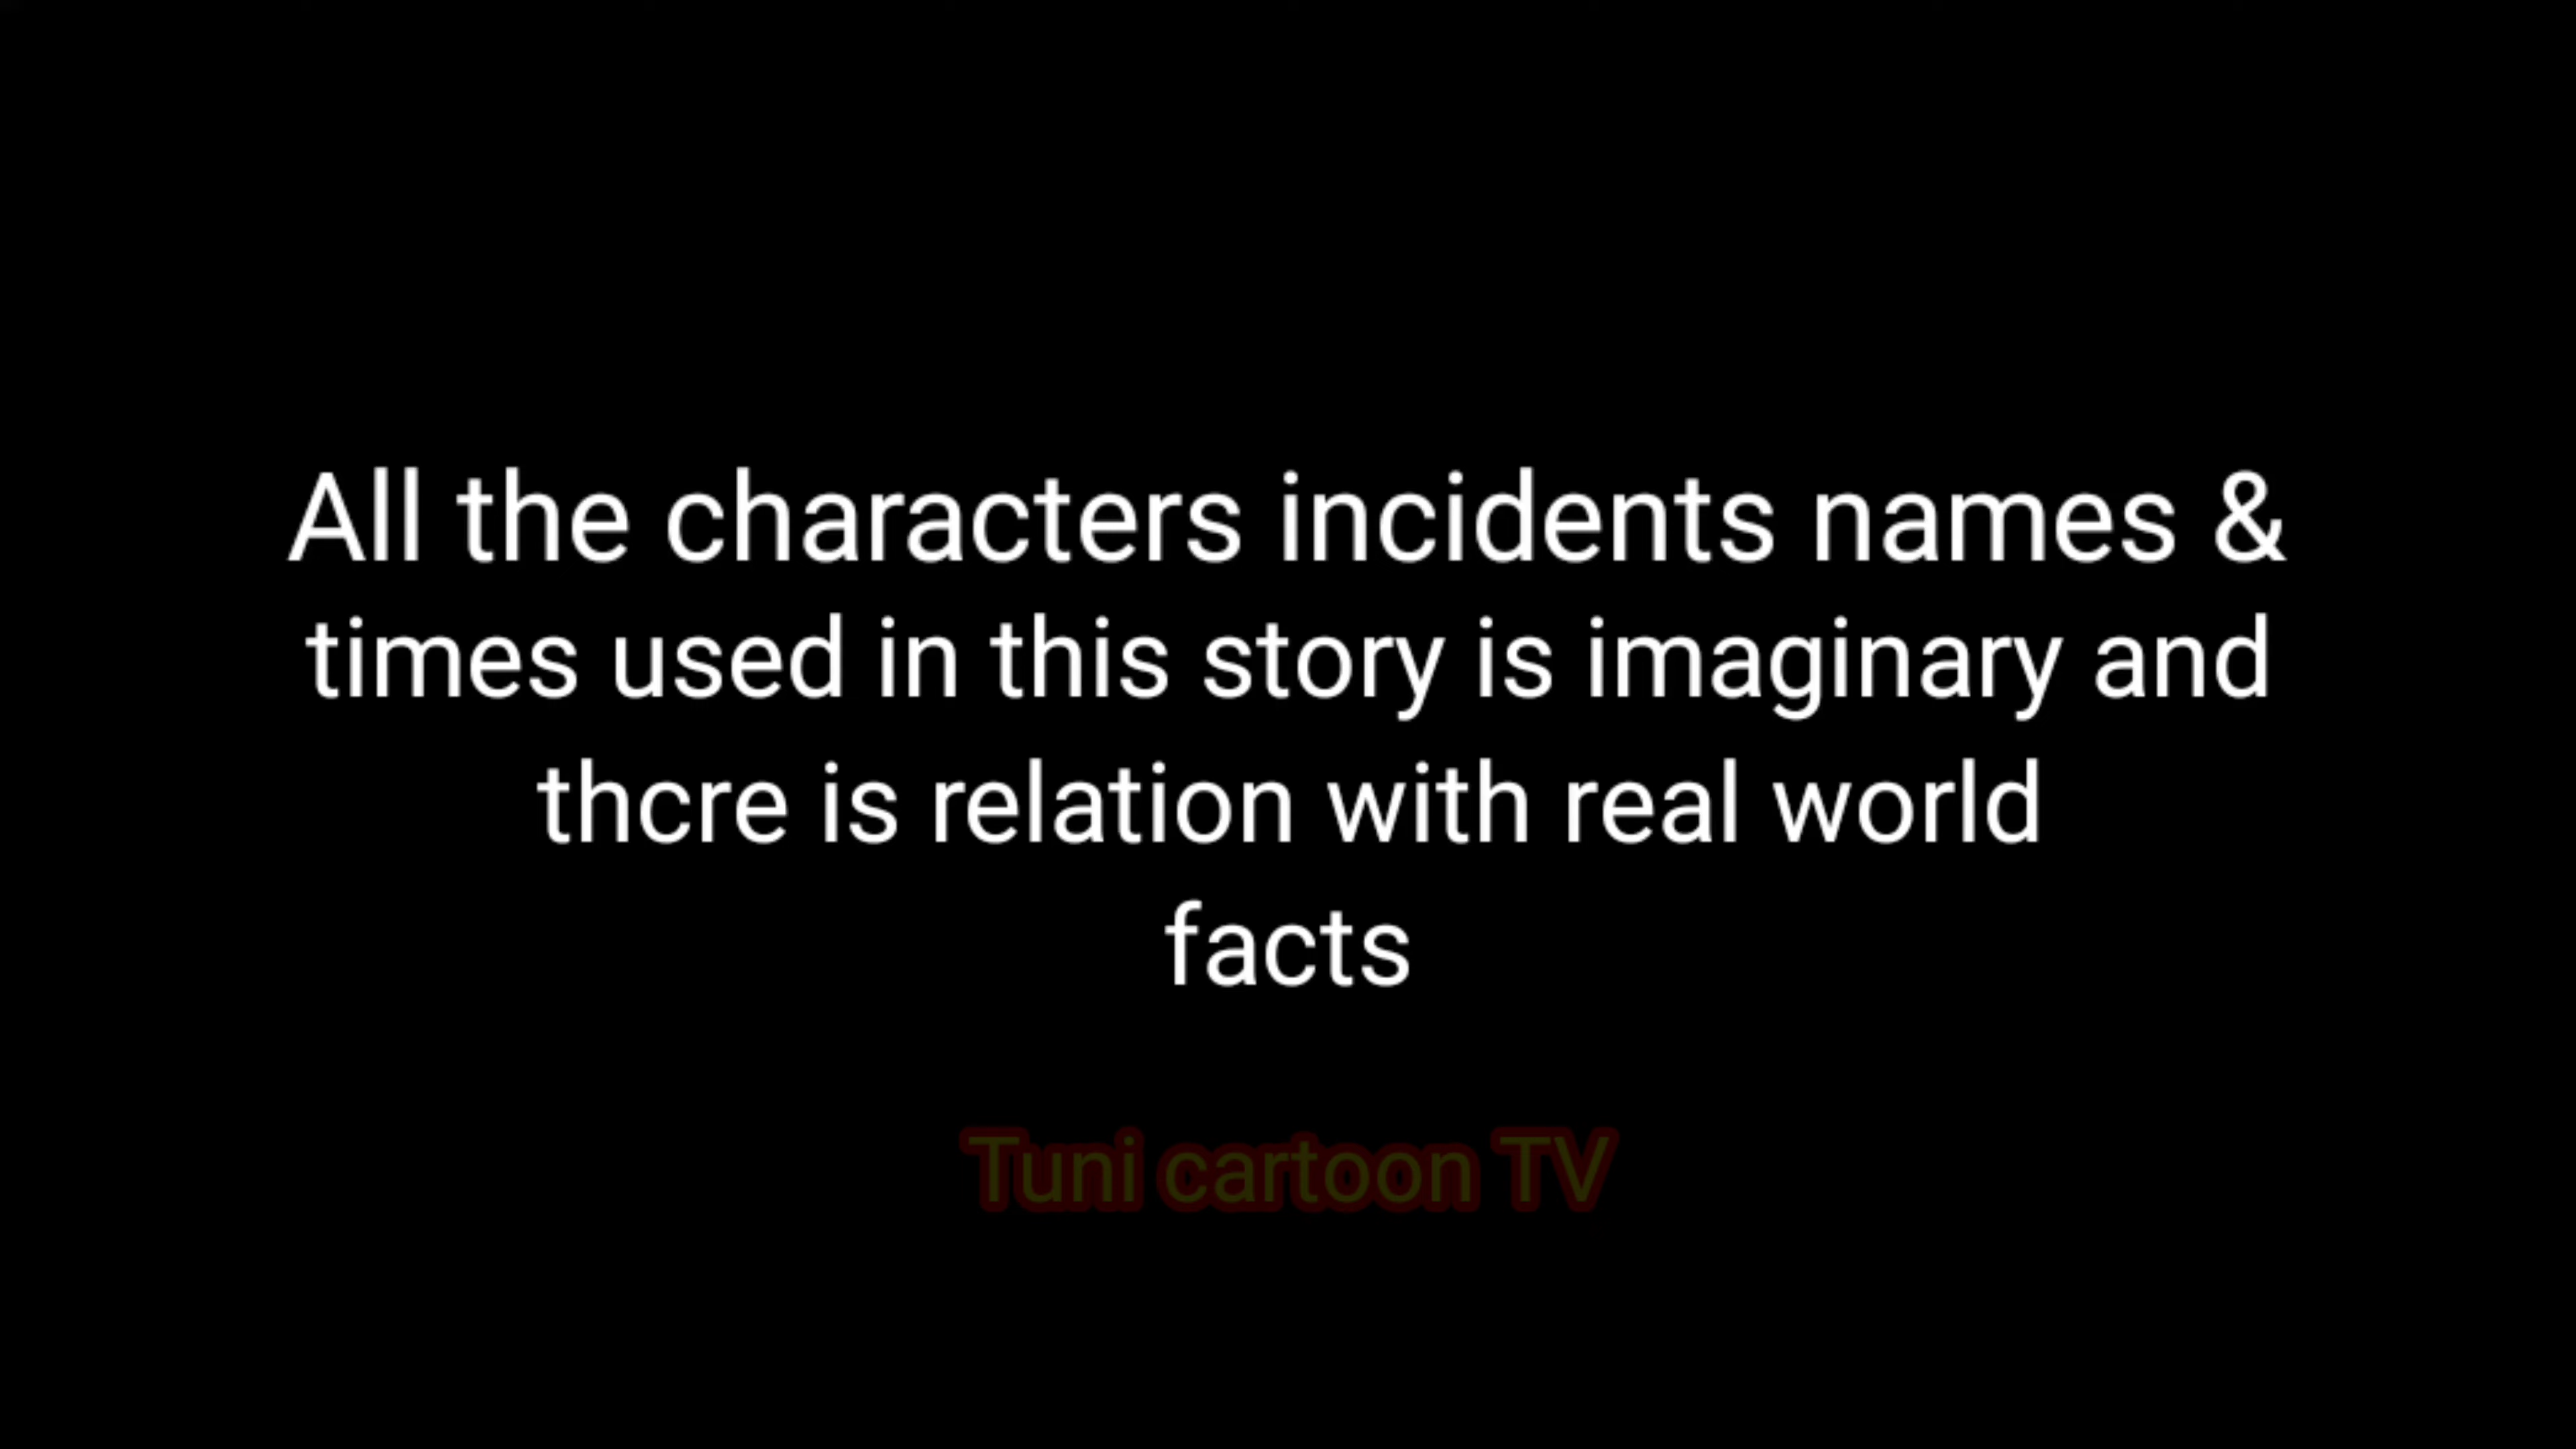 All the characters incidents names &
times used in this story is imaginary and
thcre is relation with real world
facts
Tuni cartoon TV